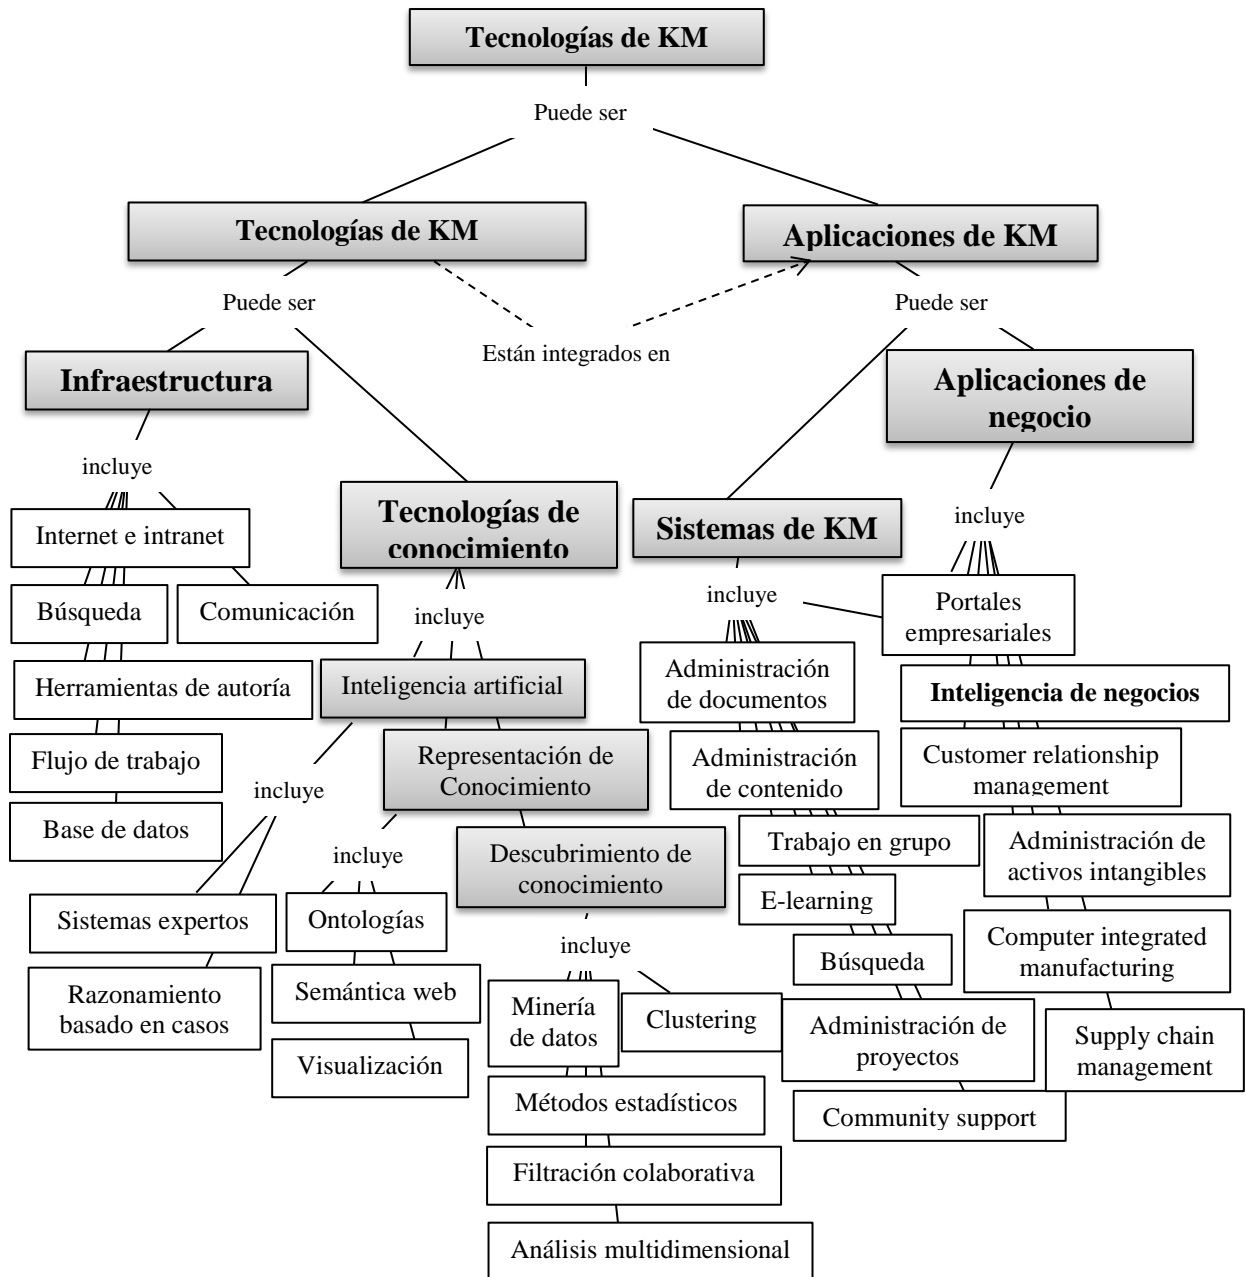 Tecnologías de KM
Puede ser
Tecnologías de KM
Aplicaciones de KM
Puede ser
Están integrados en
Puede ser
Infraestructura
Aplicaciones de
negocio
incluye
Tecnologías de
conocimiento
Sistemas de KM
incluye
Internet e intranet
Búsqueda
Comunicación
Herramientas de autoría
Flujo de trabajo
Base de datos
incluye
Inteligencia artificial
Representación de
Conocimiento
Descubrimiento de
conocimiento
incluye
Sistemas expertos
Razonamiento
basado en casos
incluye
Ontologías
Semántica web
Visualización
incluye
Minería
de datos
Clustering
Métodos estadísticos
Filtración colaborativa
Análisis multidimensional
incluye
Administración
de documentos
Administración
de contenido
Trabajo en grupo
E-learning
Búsqueda
Administración de
proyectos
Community support
Portales
empresariales
Inteligencia de negocios
Customer relationship
management
Administración de
activos intangibles
Computer integrated
manufacturing
Supply chain
management